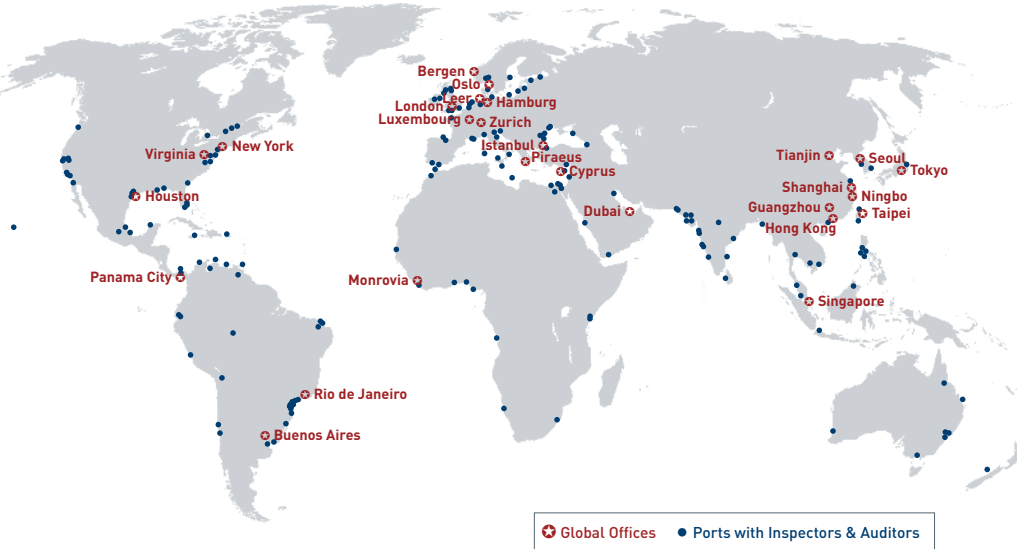 Bergen
Oslo
Leer
Hamburg
London
Luxembourg
Zurich
New York
Virginia
Istanbul
Piraeus
Cyprus
Tianjin
Seoul
Tokyo
Houston
Shanghai
Ningbo
Dubai
Guangzhou
Taipei
Hong Kong
Panama City
Monrovia
Singapore
Rio de Janeiro
Buenos Aires
Global Offices
Ports with Inspectors & Auditors